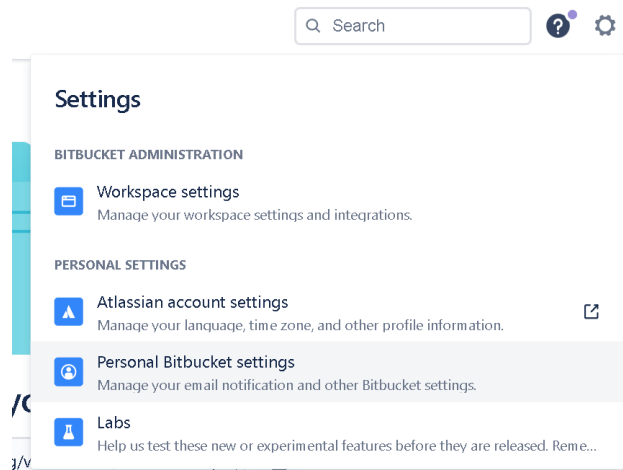 Search
Settings
BITBUCKET ADMINISTRATION
Workspace settings
Manage your workspace settings and integrations.
PERSONAL SETTINGS
Atlassian account settings
Manage your language, time zone, and other profile information.
Personal Bitbucket settings
Manage your email notification and other Bitbucket settings.
Labs
Help us test these new or experimental features before they are released. Reme...